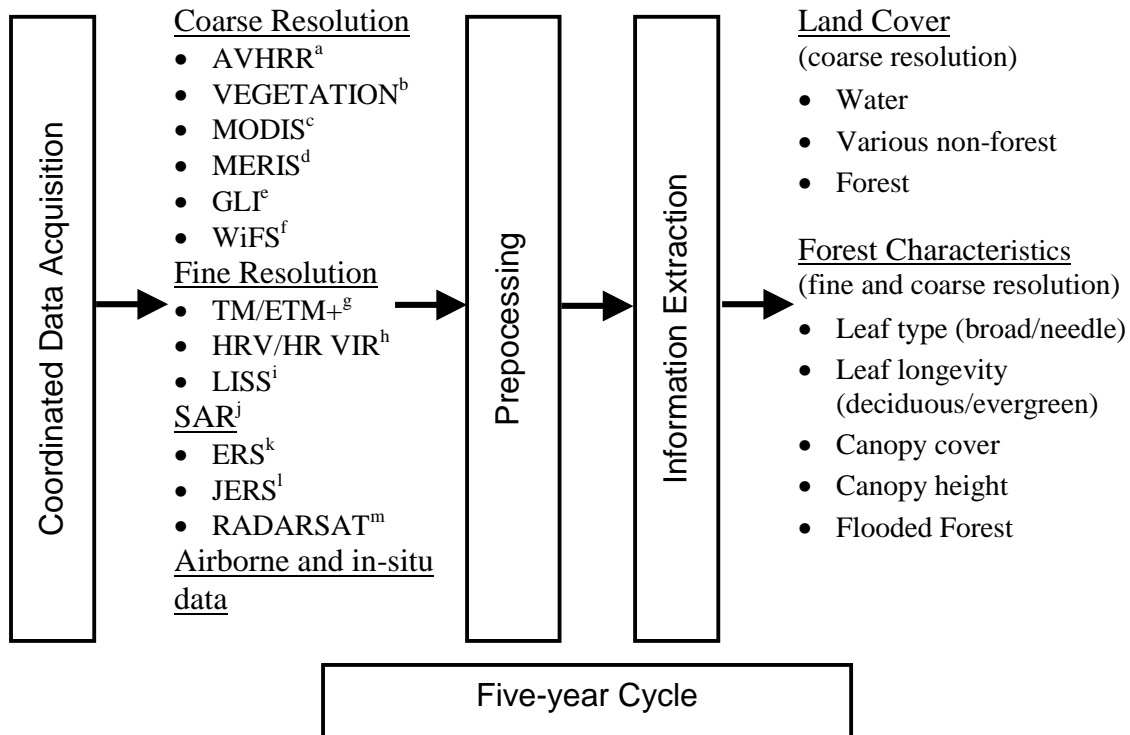 Coordinated Data Acquisition
Coarse Resolution
• AVHRRᵃ
• VEGETATIONᵇ
• MODISᶜ
• MERISᵈ
• GLIᵉ
• WiFSᶠ
Fine Resolution
• TM/ETM+ᵍ
• HRV/HR VIRʰ
• LISSⁱ
SARʲ
• ERSᵏ
• JERSˡ
• RADARSATᵐ
Airborne and in-situ
data
Prepocessing
Information Extraction
Land Cover
(coarse resolution)
• Water
• Various non-forest
• Forest
Forest Characteristics
(fine and coarse resolution)
• Leaf type (broad/needle)
• Leaf longevity
(deciduous/evergreen)
• Canopy cover
• Canopy height
• Flooded Forest
Five-year Cycle